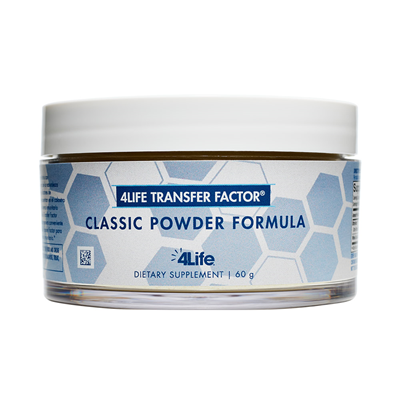 4LIFE TRANSFER FACTOR®
CLASSIC POWDER FORMULA
4Life
DIETARY SUPPLEMENT | 60 g